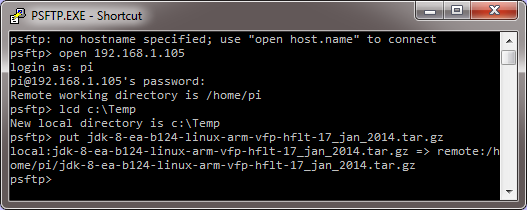 PSFTP.EXE - Shortcut
psftp: no hostname specified; use "open host.name" to connect
psftp> open 192.168.1.105
login as: pi
pi@192.168.1.105's password:
Remote working directory is /home/pi
psftp> lcd c:\Temp
New local directory is c:\Temp
psftp> put jdk-8-ea-b124-linux-arm-vfp-hflt-17_jan_2014.tar.gz
local:jdk-8-ea-b124-linux-arm-vfp-hflt-17_jan_2014.tar.gz => remote:/h
ome/pi/jdk-8-ea-b124-linux-arm-vfp-hflt-17_jan_2014.tar.gz
psftp>